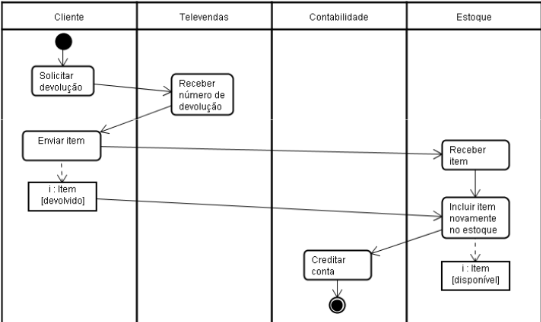 Cliente
Televendas
Contabilidade
Estoque
Solicitar
devolução
Receber
número de
devolução
Enviar item
Receber
item
i : Item
[devolvido]
Incluir item
novamente
no estoque
Creditar
conta
i : Item
[disponível]